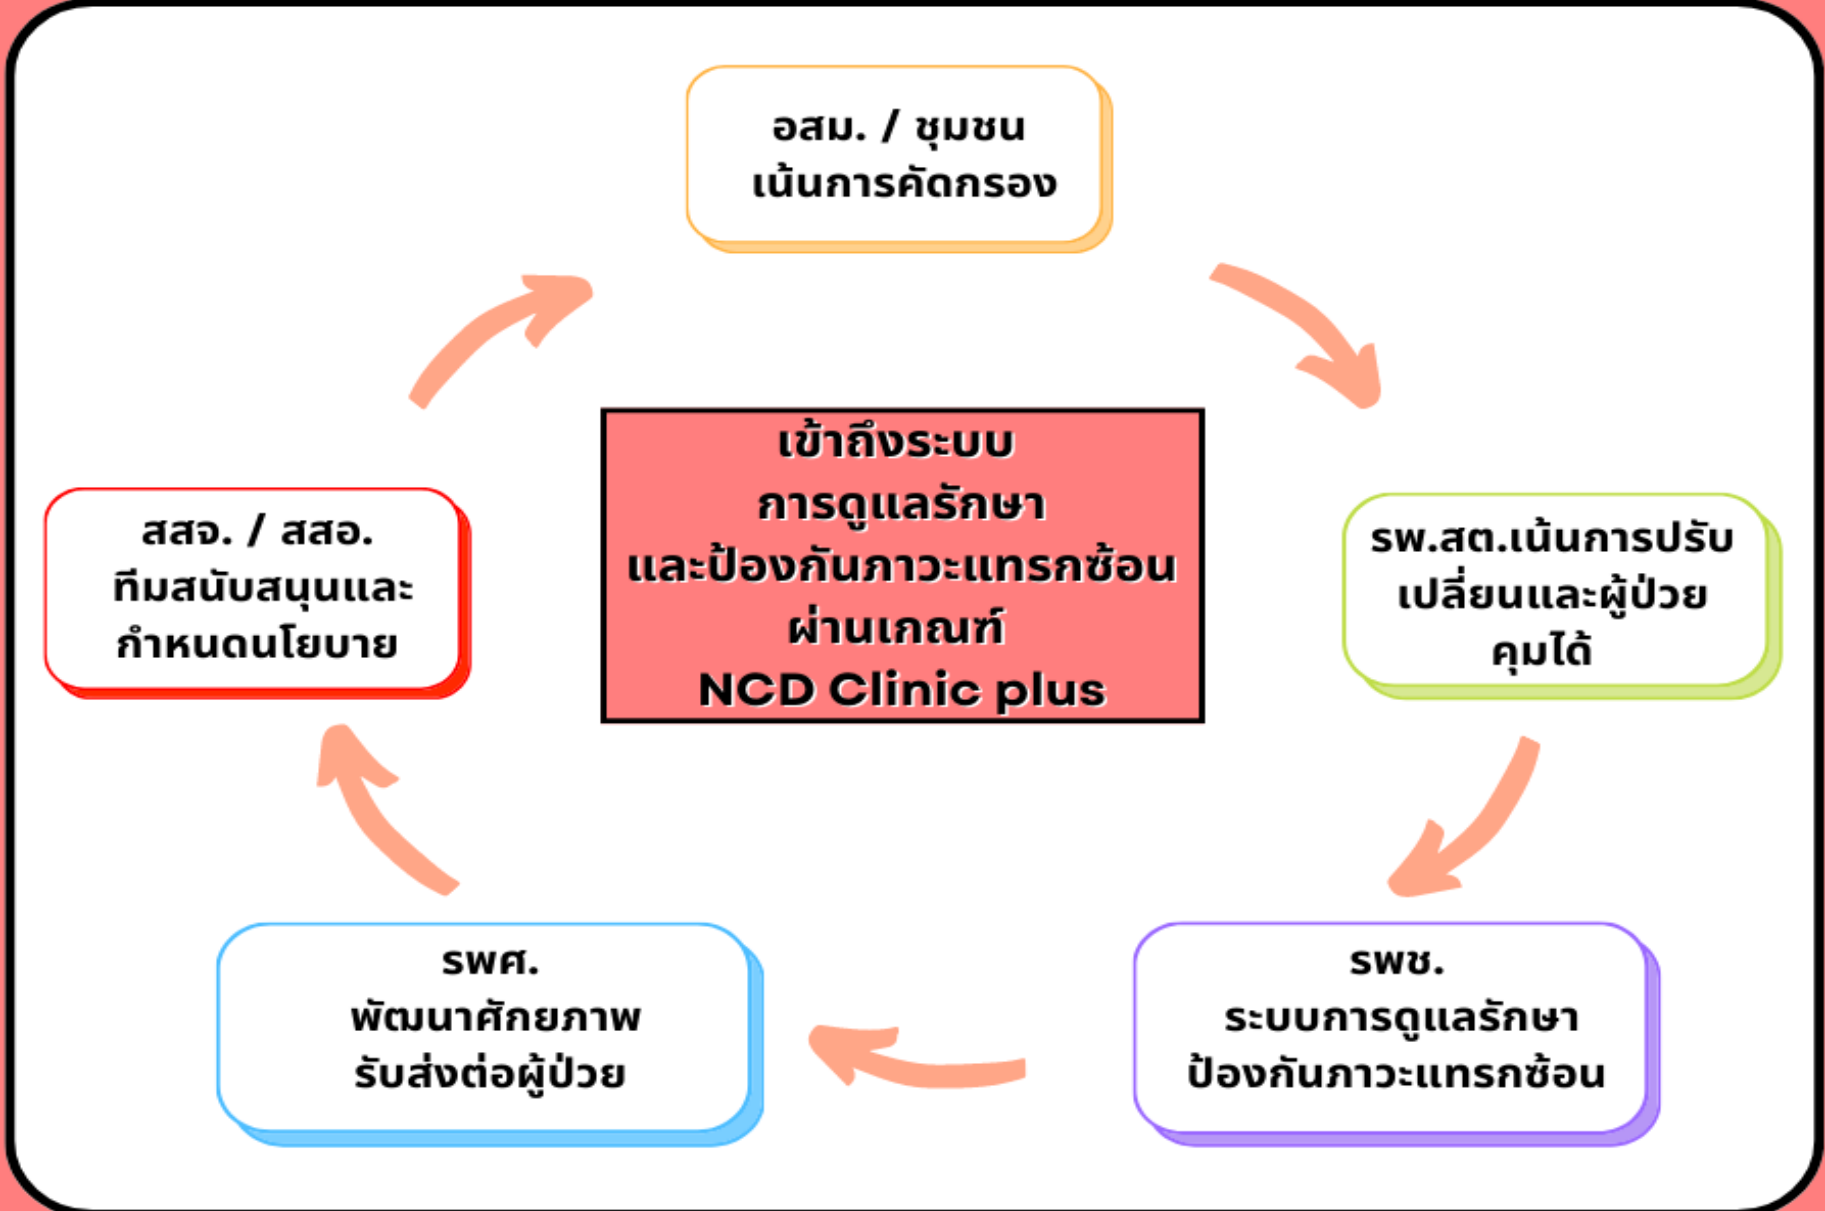 อสม. / ชุมชน
เน้นการคัดกรอง
เข้าถึงระบบ
การดูแลรักษา
และป้องกันภาวะแทรกซ้อน
ผ่านเกณฑ์
NCD Clinic plus
สสจ. / สสอ.
ทีมสนับสนุนและ
กำหนดนโยบาย
รพ.สต.เน้นการปรับ
เปลี่ยนและผู้ป่วย
คุมได้
รพศ.
พัฒนาศักยภาพ
รับส่งต่อผู้ป่วย
รพช.
ระบบการดูแลรักษา
ป้องกันภาวะแทรกซ้อน